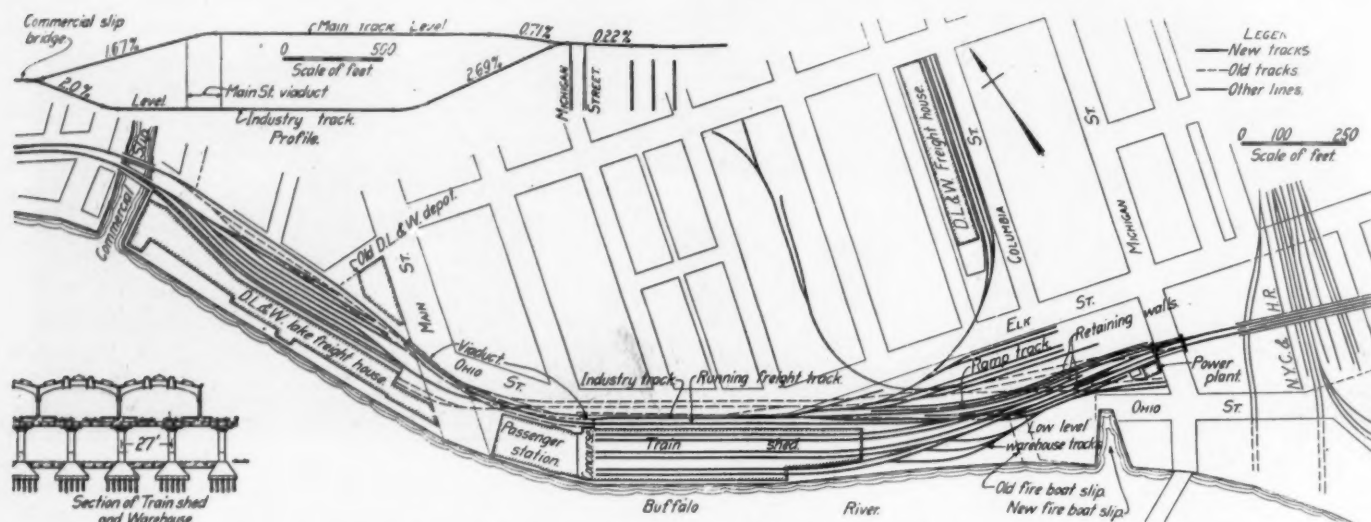 Commercial slip
bridge
1.67%
2.0%
Main Track Level
0.71%
0.22%
0 500
Scale of feet.
2.69%
Level
Main St. viaduct
Industry track.
Profile.
MICHIGAN
STREET.
LEGEN
New tracks
Old tracks.
Other lines.
0 100 250
Scale of feet.
D.L.&W. Freight house.
ST.
COLUMBIA
ST.
MICHIGAN
Commercial
Slip
Old D.L.&W. depot.
ST.
MAIN
D.L.&W. lake freight house.
Viaduct
OHIO
ST.
ELK
ST.
Retaining walls.
Ramp track.
Industry track
Running freight track.
Power
plant.
N.Y.C. & H.R.
OHIO
ST.
Passenger
station.
Concourse
Train shed.
Low level
warehouse tracks
Old fire boat slip.
New fire boat slip.
27'
Section of Train shed
and Warehouse
Buffalo River.